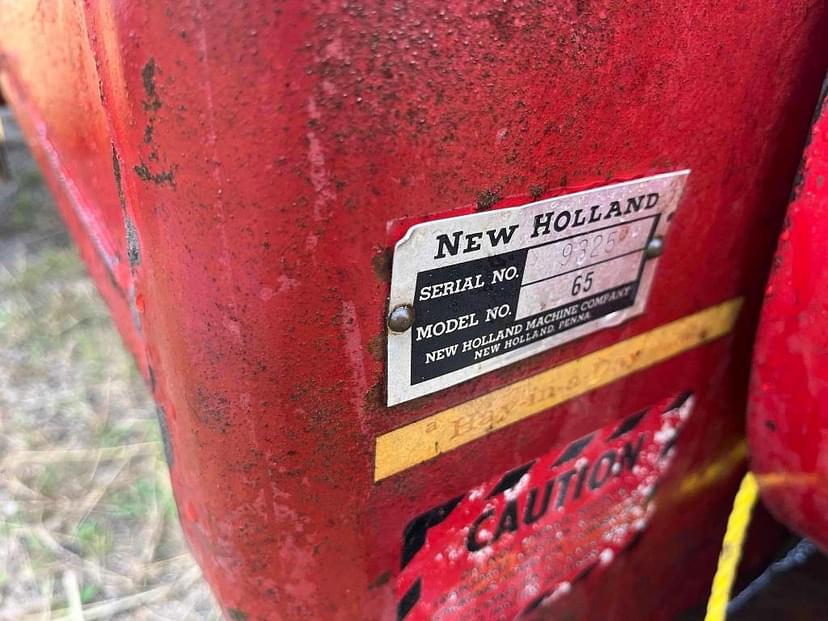 NEW HOLLAND
SERIAL NO. 9325
MODEL NO. 65
NEW HOLLAND MACHINE COMPANY
NEW HOLLAND, PENNA.
a Hay-in-a-Day
CAUTION